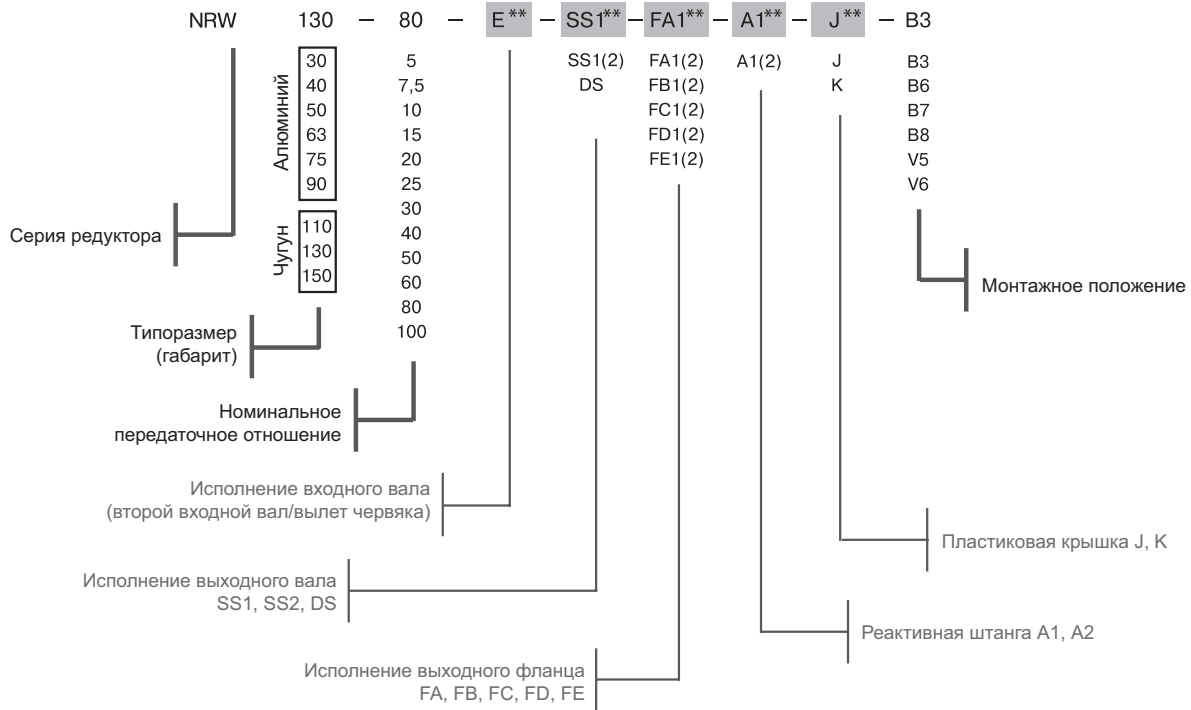 NRW 130 – 80 – E** – SS1** – FA1** – A1** – J** – B3
Алюминий
30
40
50
63
75
90
Чугун
110
130
150
5
7,5
10
15
20
25
30
40
50
60
80
100
SS1(2)
DS
FA1(2)
FB1(2)
FC1(2)
FD1(2)
FE1(2)
A1(2)
J
K
B3
B6
B7
B8
V5
V6
Серия редуктора
Монтажное положение
Типоразмер
(габарит)
Номинальное
передаточное отношение
Исполнение входного вала
(второй входной вал/вылет червяка)
Пластиковая крышка J, K
Исполнение выходного вала
SS1, SS2, DS
Реактивная штанга A1, A2
Исполнение выходного фланца
FA, FB, FC, FD, FE